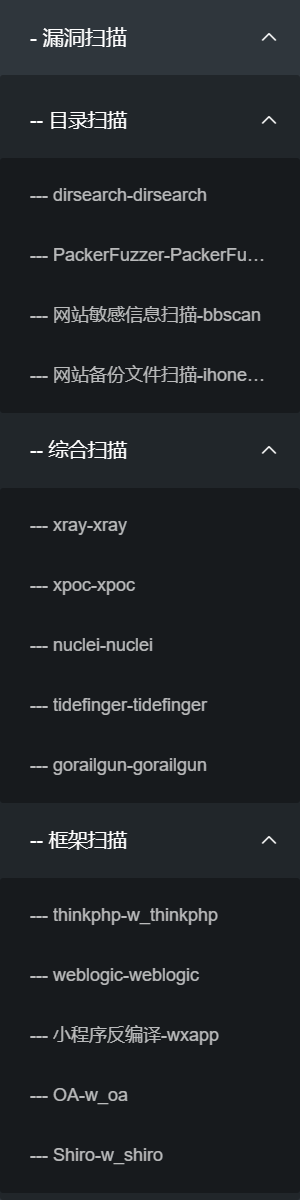 - 漏洞扫描
-- 目录扫描
--- dirsearch-dirsearch
--- PackerFuzzer-PackerFu...
--- 网站敏感信息扫描-bbscan
--- 网站备份文件扫描-ihone...
-- 综合扫描
--- xray-xray
--- xpoc-xpoc
--- nuclei-nuclei
--- tidefinger-tidefinger
--- gorailgun-gorailgun
-- 框架扫描
--- thinkphp-w_thinkphp
--- weblogic-weblogic
--- 小程序反编译-wxapp
--- OA-w_oa
--- Shiro-w_shiro